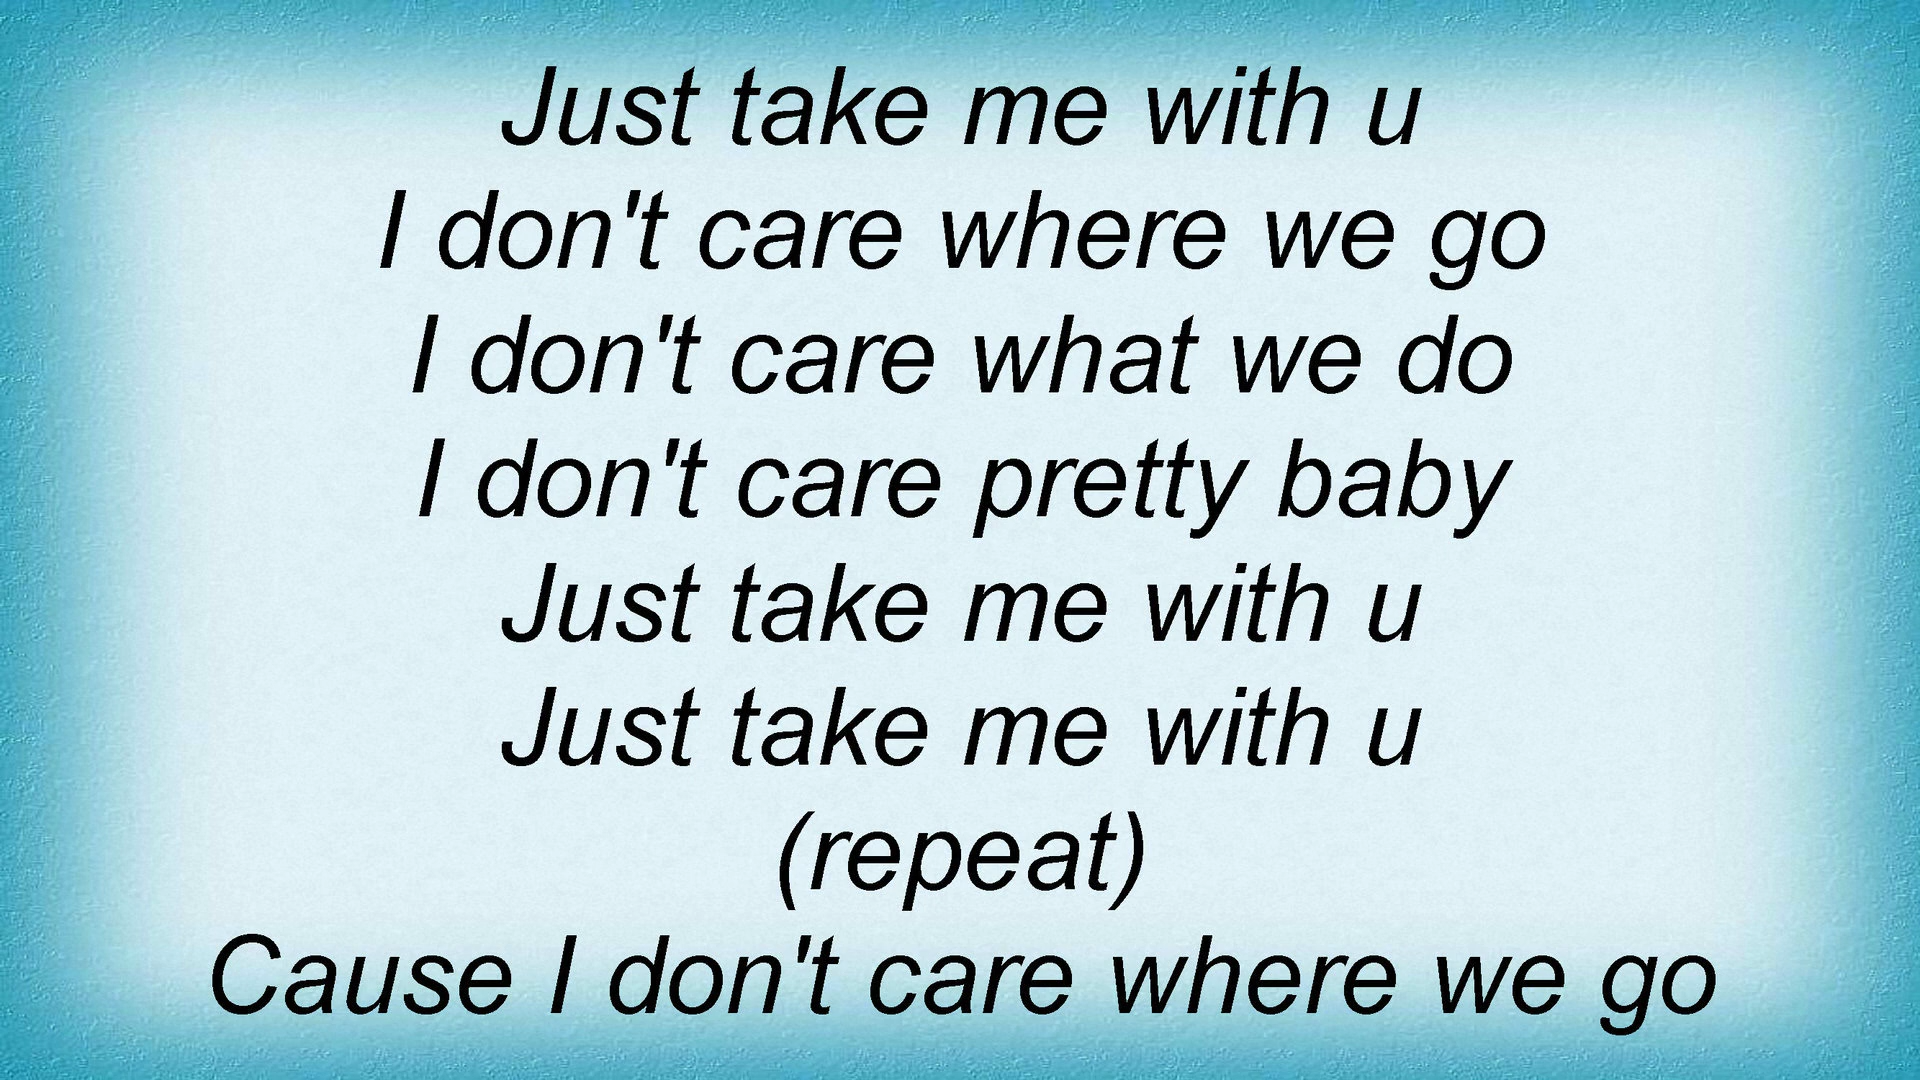 Just take me with u
I don't care where we go
I don't care what we do
I don't care pretty baby
Just take me with u
Just take me with u
(repeat)
Cause I don't care where we go